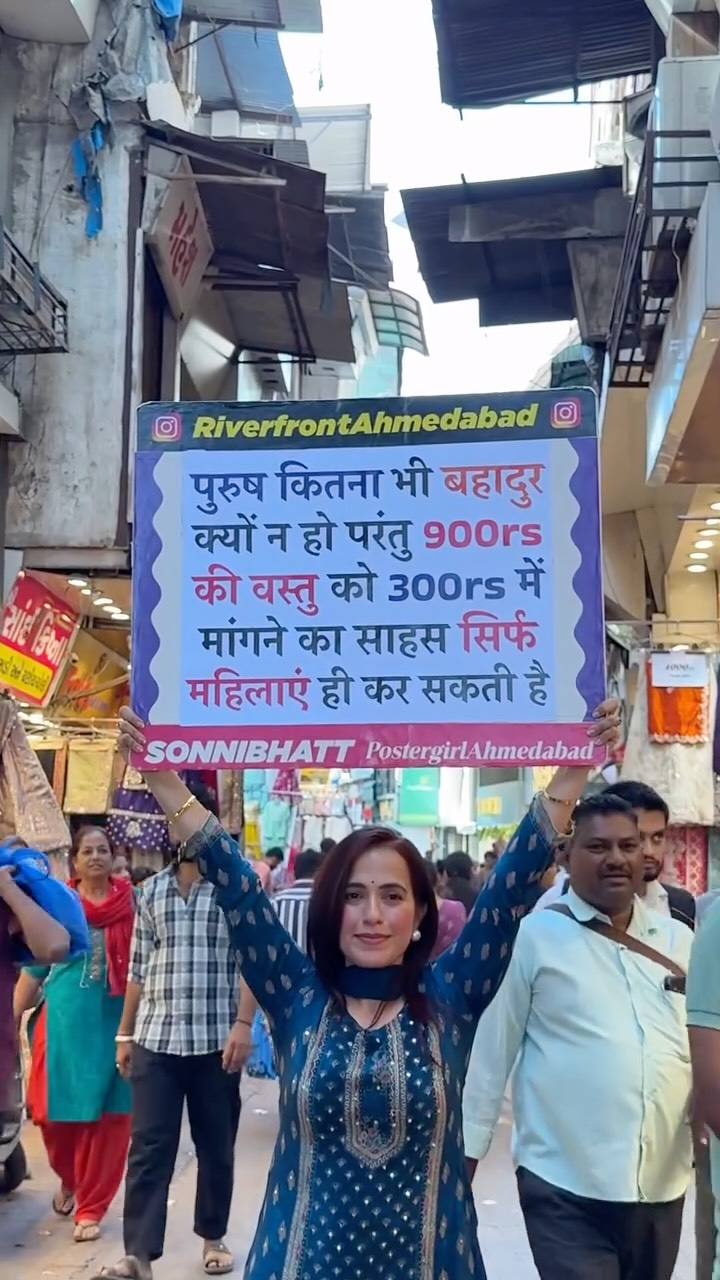 RiverfrontAhmedabad
पुरुष कितना भी बहादुर
क्यों न हो परंतु 900rs
की वस्तु को 300rs में
मांगने का साहस सिर्फ
महिलाएं ही कर सकती है
SONNIBHATT PostergirlAhmedabad